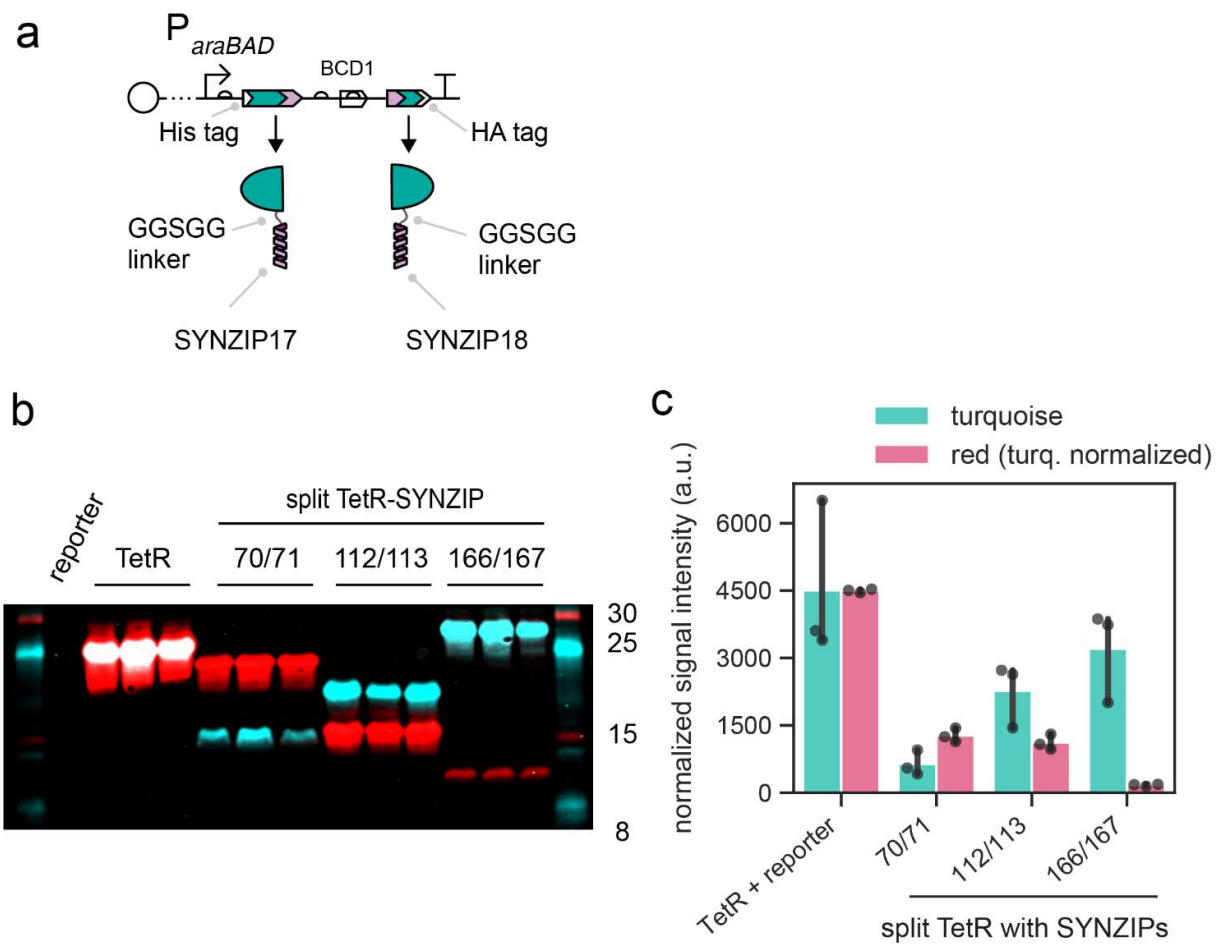 a
P araBAD
BCD1
His tag
HA tag
GGSGG
linker
GGSGG
linker
SYNZIP17
SYNZIP18
b
reporter
split TetR-SYNZIP
TetR
70/71
112/113
166/167
30
25
15
8
c
turquoise
red (turq. normalized)
normalized signal intensity (a.u.)
6000
4500
3000
1500
0
TetR + reporter
70/71
112/113
166/167
split TetR with SYNZIPs